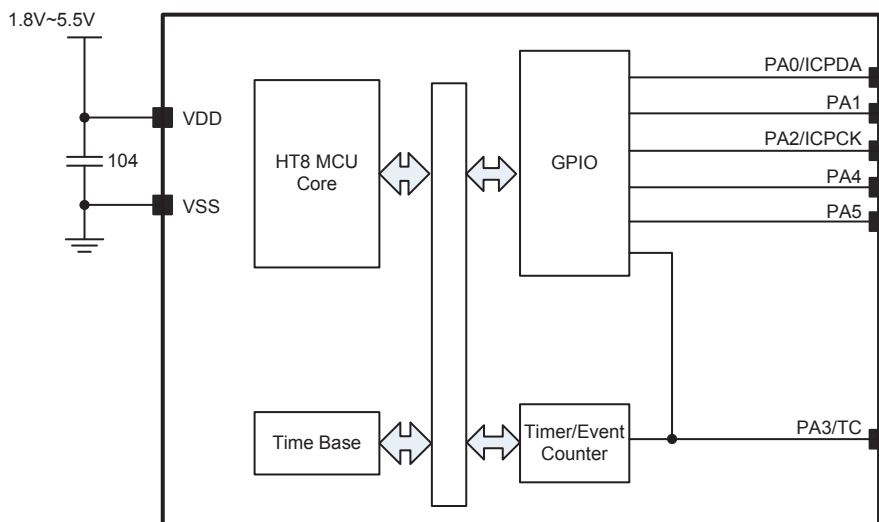 1.8V~5.5V
VDD
104
VSS
HT8 MCU
Core
GPIO
PA0/ICPDA
PA1
PA2/ICPCK
PA4
PA5
Time Base
Timer/Event
Counter
PA3/TC